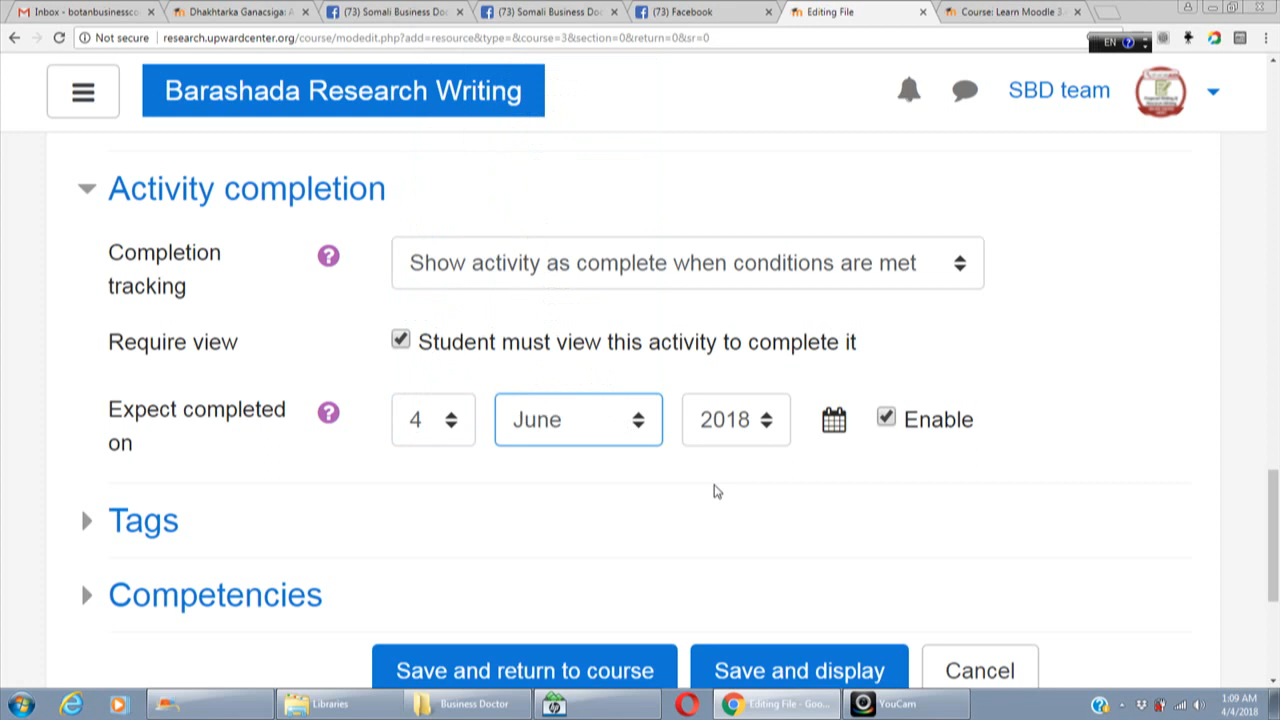 Inbox - botanbusinessco
Dhakhtarka Ganacsiga: A
(73) Somali Business Doc
(73) Somali Business Doc
(73) Facebook
Editing File
Course: Learn Moodle 3.
Not secure | research.upwardcenter.org/course/modedit.php?add=resource&type=&course=3&section=0&return=0&sr=0
EN
Barashada Research Writing
SBD team
Activity completion
Completion tracking
Show activity as complete when conditions are met
Require view
Student must view this activity to complete it
Expect completed on
4
June
2018
Enable
Tags
Competencies
Save and return to course
Save and display
Cancel
Libraries
Business Doctor
Editing File - Goo...
YouCam
1:09 AM
4/4/2018